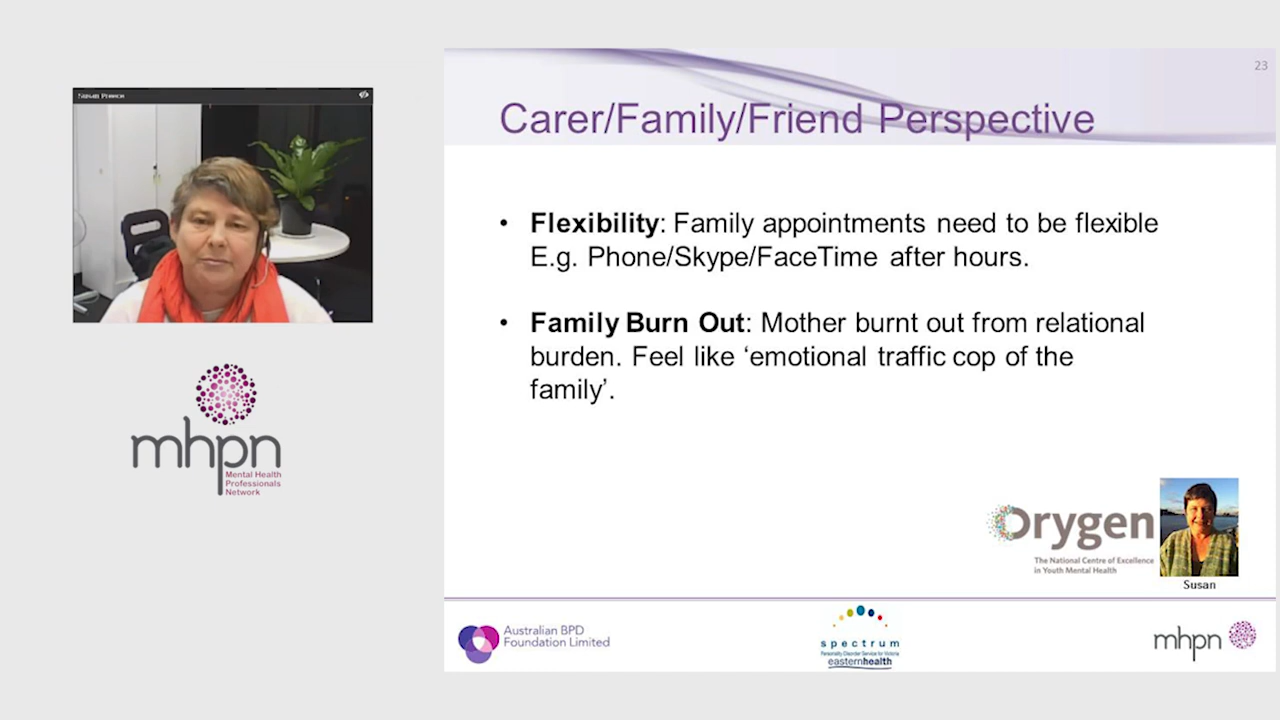 23
Carer/Family/Friend Perspective
• Flexibility: Family appointments need to be flexible
E.g. Phone/Skype/FaceTime after hours.
• Family Burn Out: Mother burnt out from relational
burden. Feel like ‘emotional traffic cop of the
family’.
mhpn
Mental Health
Professionals
Network
Orygen
The National Centre of Excellence
in Youth Mental Health
Susan
Australian BPD
Foundation Limited
spectrum
Personality Disorder Service for Victoria
easternhealth
mhpn